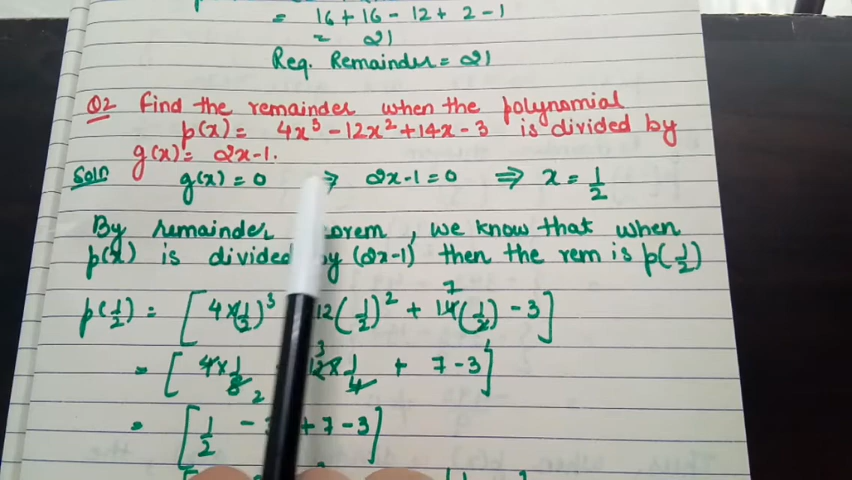 = 16 + 16 - 12 + 2 - 1
= 21
Req. Remainder = 21
Q2 Find the remainder when the polynomial
p(x) = 4x³ - 12x² + 14x - 3 is divided by
g(x) = 2x-1.
Soln g(x) = 0 ⇒ 2x-1 = 0 ⇒ x = 1/2
By remainder orem, we know that when
p(x) is divided by (2x-1) then the rem is p(1/2)
p(1/2) = [4×(1/2)³ 12(1/2)² + 14(1/2) - 3] 7
= [4×1/8 2 3 12×1/4 + 7 - 3]
= [1/2 - + 7 - 3]